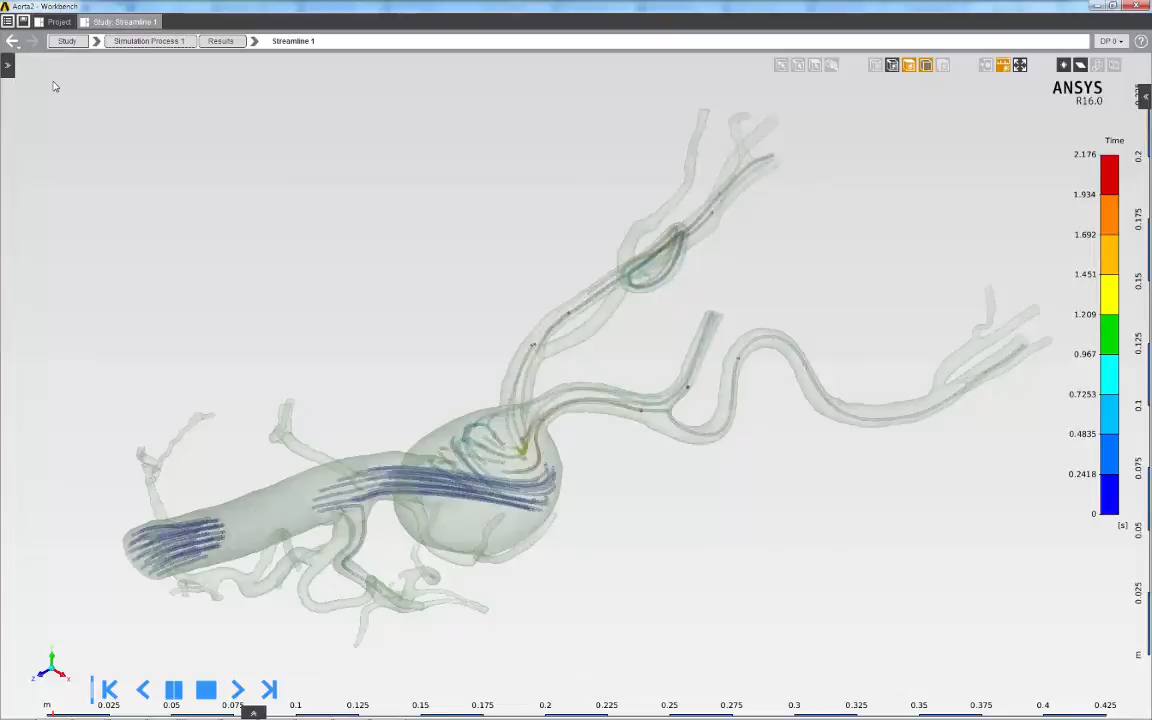 Aorta2 - Workbench
Project
Study: Streamline 1
Study
Simulation Process 1
Results
Streamline 1
DP 0
ANSYS
R16.0
Time
2.176
1.934
1.692
1.451
1.209
0.967
0.7253
0.4835
0.2418
0
[s]
0.2
0.175
0.15
0.125
0.1
0.075
0.05
0.025
m
Y
Z
X
m
0.025
0.05
0.075
0.1
0.125
0.15
0.175
0.2
0.225
0.25
0.275
0.3
0.325
0.35
0.375
0.4
0.425